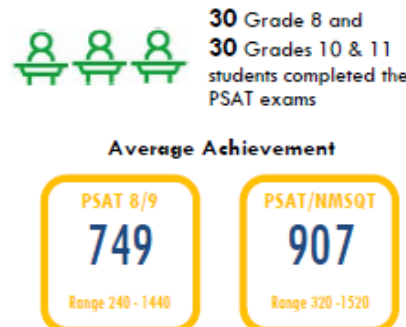 30 Grade 8 and
30 Grades 10 & 11
students completed the
PSAT exams
Average Achievement
PSAT 8/9
749
Range 240 - 1440
PSAT/NMSQT
907
Range 320 -1520